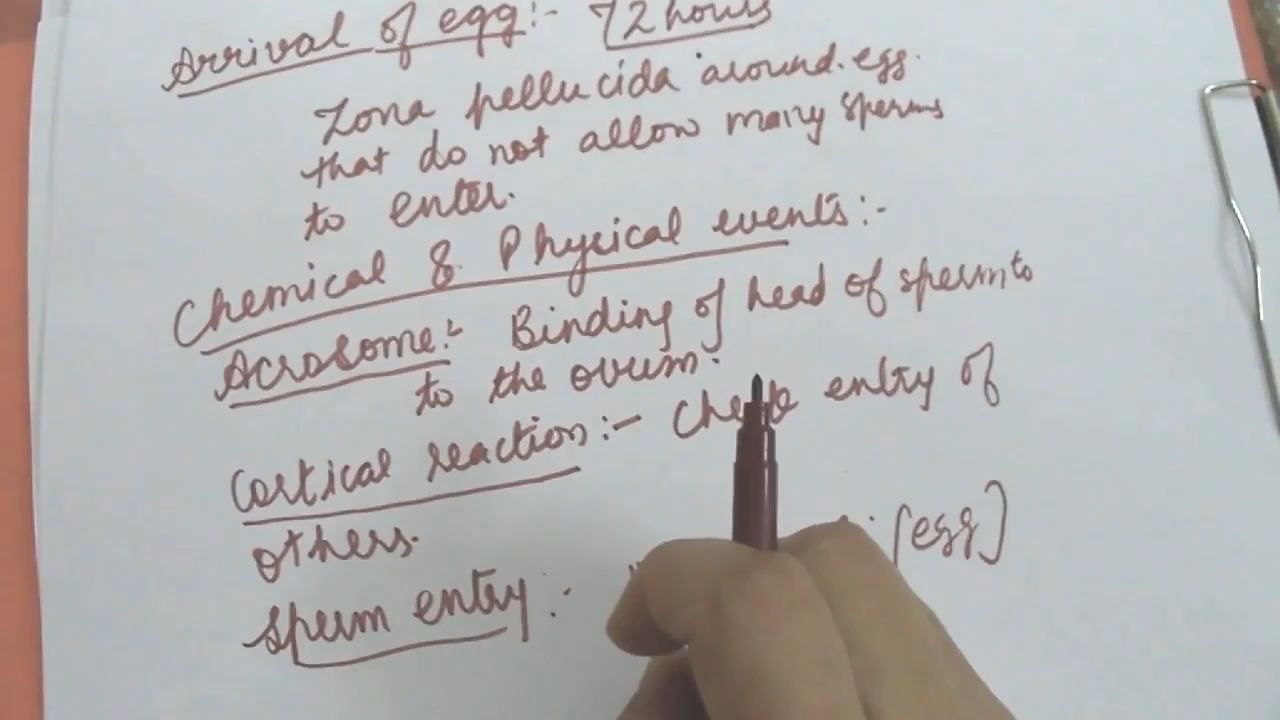 Arrival of egg:- 72 hours
Zona pellucida around egg.
that do not allow many sperms
to enter.
Chemical & Physical events:-
Acrosome:- Binding of head of sperm to
to the ovum.
Cortical reaction:- Check entry of
others.
Sperm entry:- [egg]